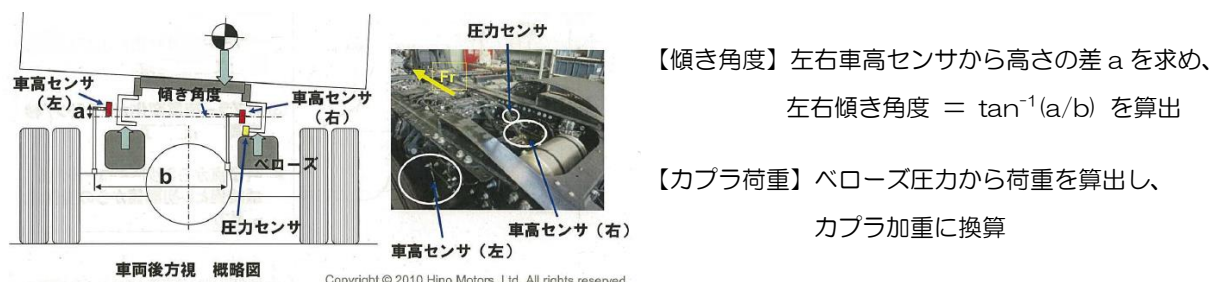 車高センサ
(左)
a
傾き角度
車高センサ
(右)
ベローズ
b
圧力センサ
車両後方視 概略図
圧力センサ
Fr
車高センサ(右)
車高センサ(左)
Copyright © 2010 Hino Motors, Ltd. All rights reserved.
【傾き角度】左右車高センサから高さの差 a を求め、
左右傾き角度 = tan⁻¹(a/b) を算出
【カプラ荷重】ベローズ圧力から荷重を算出し、
カプラ加重に換算